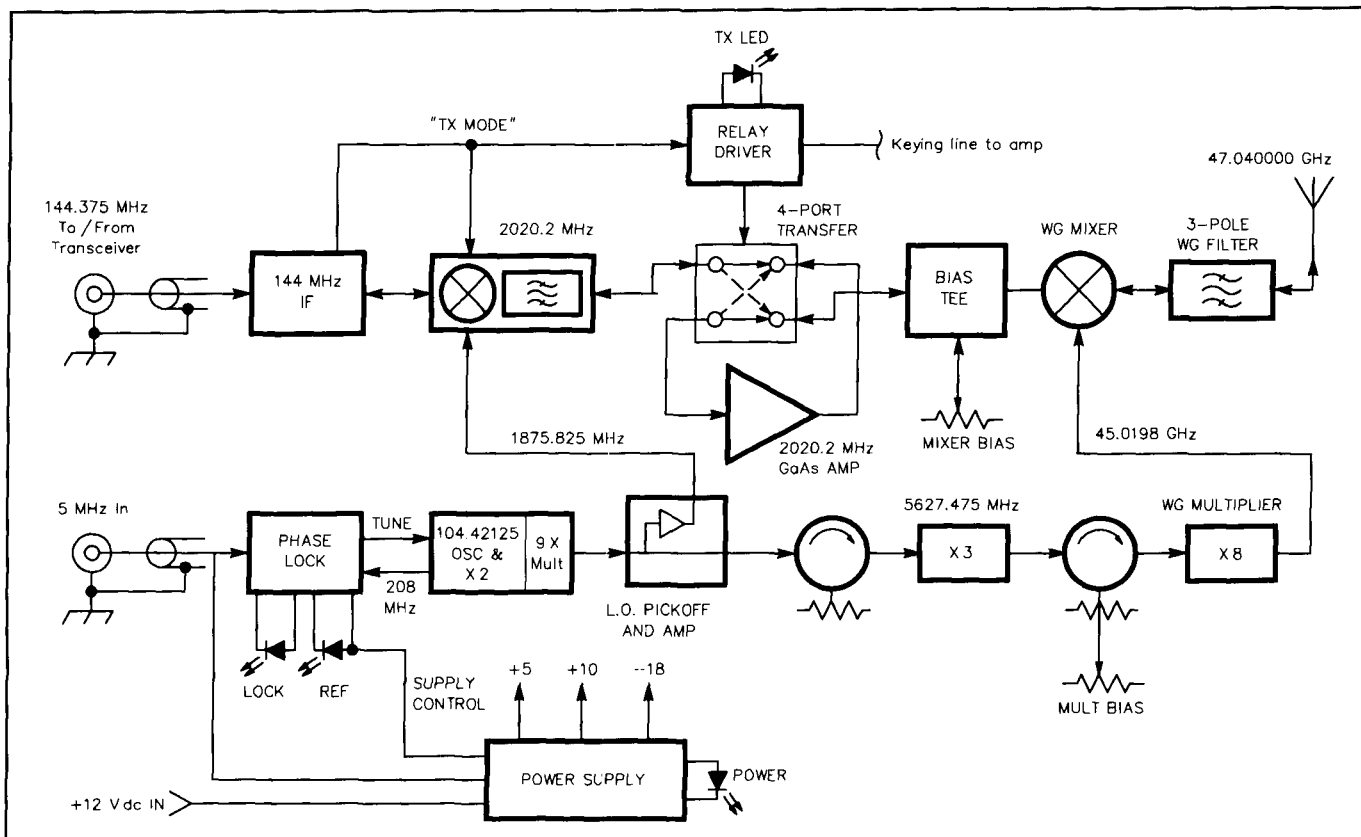 TX LED
"TX MODE"
RELAY
DRIVER
Keying line to amp
47.040000 GHz
144.375 MHz
To/From
Transceiver
2020.2 MHz
4-PORT
TRANSFER
WG MIXER
3-POLE
WG FILTER
144 MHz
IF
BIAS
TEE
MIXER BIAS
1875.825 MHz
2020.2 MHz
GaAs AMP
45.0198 GHz
5 MHz In
PHASE
LOCK
TUNE
208
MHz
104.42125
OSC &
X2
9X
Mult
L.O. PICKOFF
AND AMP
5627.475 MHz
X3
WG MULTIPLIER
X8
LOCK
REF
SUPPLY
CONTROL
+5
+10
--18
MULT BIAS
POWER SUPPLY
POWER
+12 Vdc IN